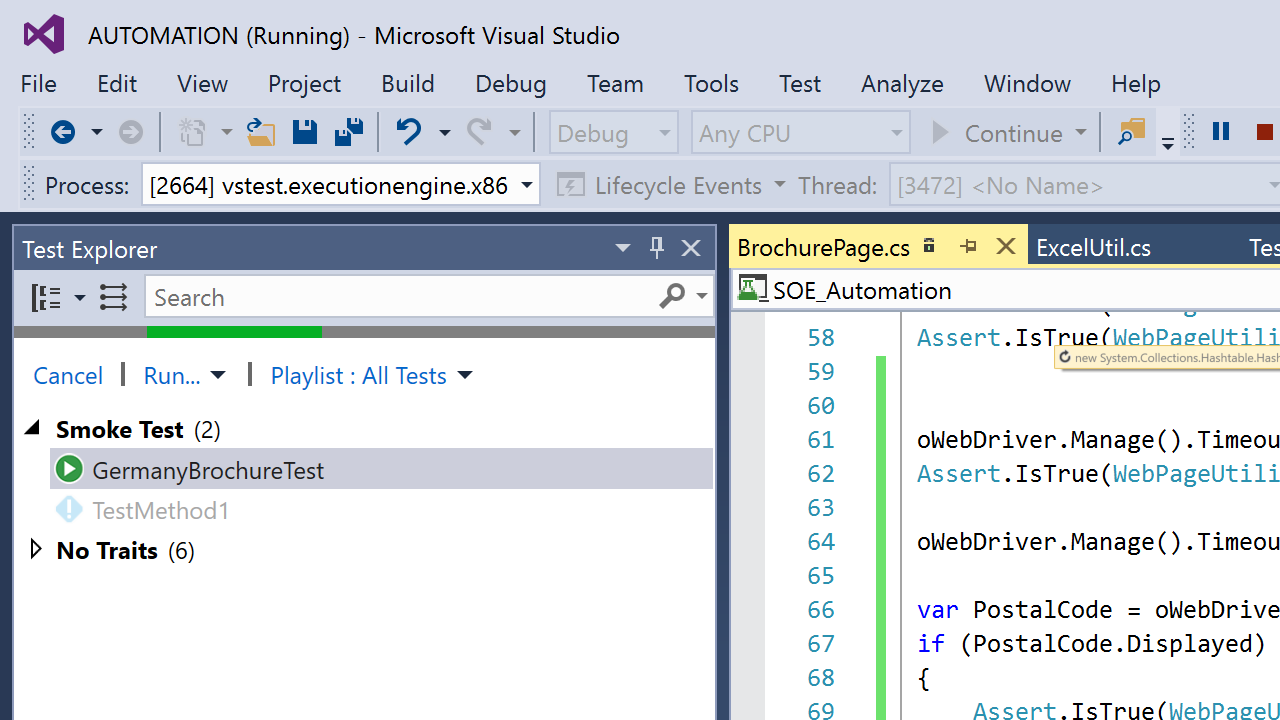 AUTOMATION (Running) - Microsoft Visual Studio
File Edit View Project Build Debug Team Tools Test Analyze Window Help
Debug Any CPU Continue
Process: [2664] vstest.executionengine.x86 Lifecycle Events Thread: [3472] <No Name>
Test Explorer
Search
Cancel | Run... | Playlist : All Tests
Smoke Test (2)
GermanyBrochureTest
TestMethod1
No Traits (6)
BrochurePage.cs ExcelUtil.cs Tes
SOE_Automation
58 Assert.IsTrue(WebPageUtili
new System.Collections.Hashtable.Hash
59
60
61 oWebDriver.Manage().Timeou
62 Assert.IsTrue(WebPageUtili
63
64 oWebDriver.Manage().Timeou
65
66 var PostalCode = oWebDrive
67 if (PostalCode.Displayed)
68 {
69 Assert.IsTrue(WebPageU